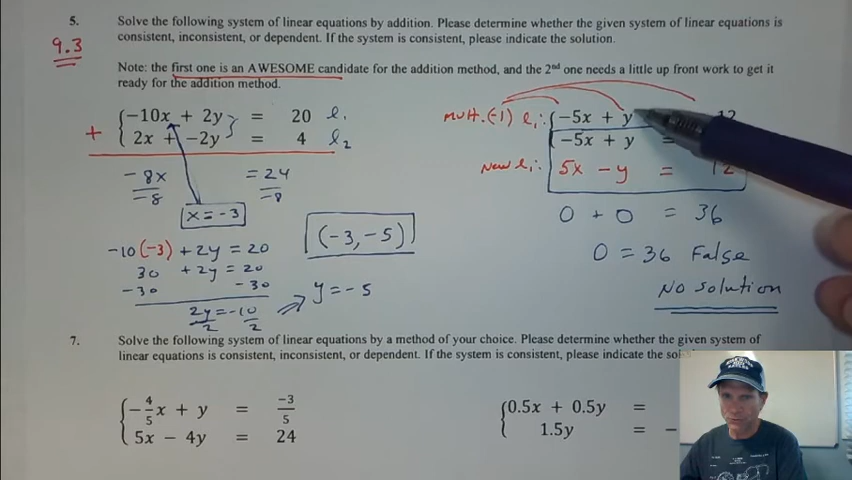 5. Solve the following system of linear equations by addition. Please determine whether the given system of linear equations is
9.3 consistent, inconsistent, or dependent. If the system is consistent, please indicate the solution.
Note: the first one is an AWESOME candidate for the addition method, and the 2nd one needs a little up front work to get it
ready for the addition method.
+ {−10x + 2y = 20 l₁
2x + −2y = 4 l₂
−8x = 24
−8 −8
x = −3
−10(−3) + 2y = 20
30 + 2y = 20
−30 −30
2y = −10
2 2
y = −5
(−3, −5)
mult. (−1) l₁: {−5x + y
−5x + y =
New l₁: 5x − y = 12
0 + 0 = 36
0 = 36 False
No solution
7. Solve the following system of linear equations by a method of your choice. Please determine whether the given system of
linear equations is consistent, inconsistent, or dependent. If the system is consistent, please indicate the
{−4/5x + y = −3/5
5x − 4y = 24
{0.5x + 0.5y =
1.5y = −